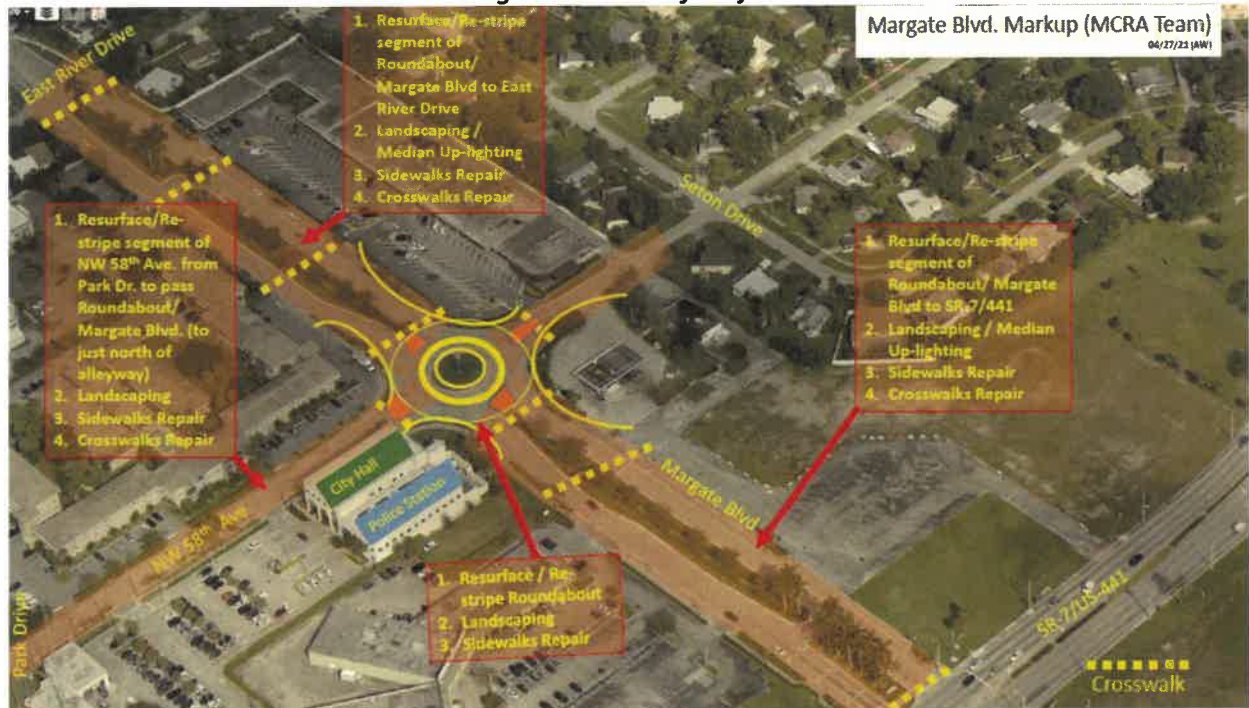 Margate Blvd. Markup (MCRA Team)
04/27/21 (AW)
East River Drive
1. Resurface/Re-stripe
segment of
Roundabout/
Margate Blvd to East
River Drive
2. Landscaping /
Median Up-lighting
3. Sidewalks Repair
4. Crosswalks Repair
Seton Drive
1. Resurface/Re-
stripe segment of
NW 58th Ave. from
Park Dr. to pass
Roundabout/
Margate Blvd. (to
just north of
alleyway)
2. Landscaping
3. Sidewalks Repair
4. Crosswalks Repair
1. Resurface/Re-stripe
segment of
Roundabout/ Margate
Blvd to SR-7/441
2. Landscaping / Median
Up-lighting
3. Sidewalks Repair
4. Crosswalks Repair
City Hall
Police Station
Margate Blvd
NW 58th Ave
1. Resurface / Re-
stripe Roundabout
2. Landscaping
3. Sidewalks Repair
Park Drive
SR-7/US-441
Crosswalk